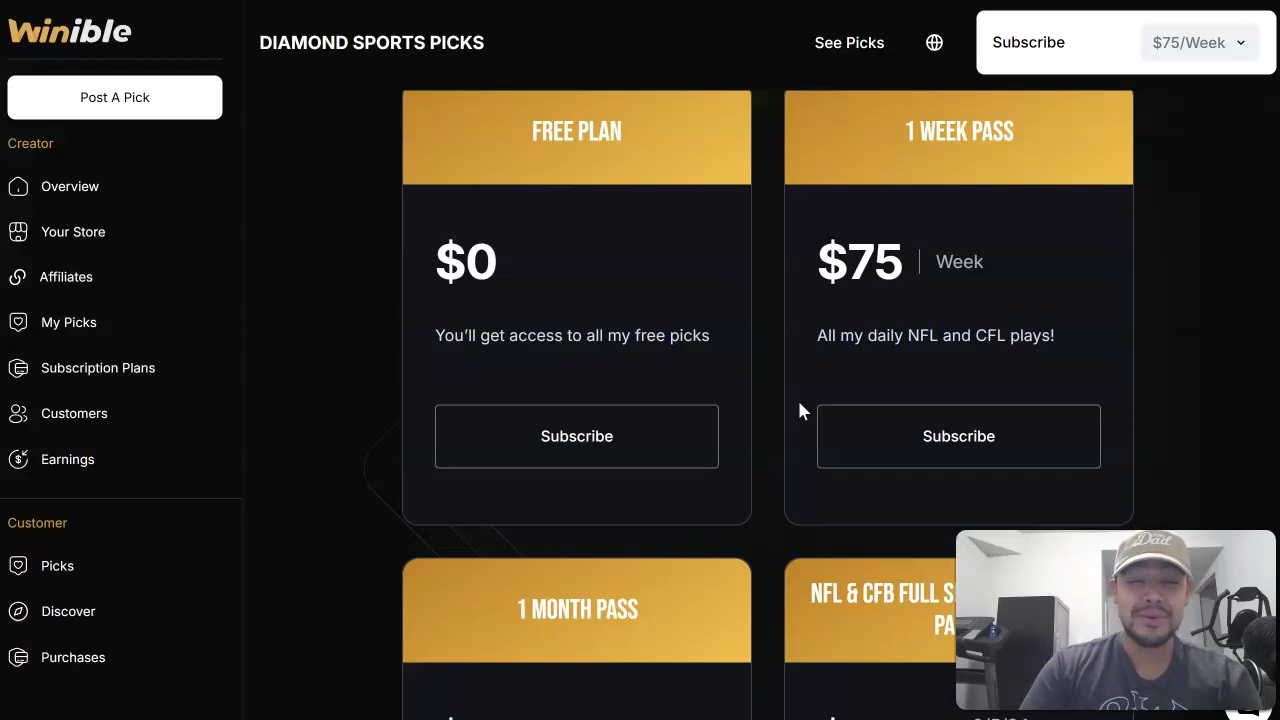 Winible
DIAMOND SPORTS PICKS
See Picks
Subscribe
$75/Week
Post A Pick
Creator
Overview
Your Store
Affiliates
My Picks
Subscription Plans
Customers
Earnings
Customer
Picks
Discover
Purchases
FREE PLAN
$0
You’ll get access to all my free picks
Subscribe
1 WEEK PASS
$75 | Week
All my daily NFL and CFL plays!
Subscribe
1 MONTH PASS
NFL & CFB FULL S
PA
Dad